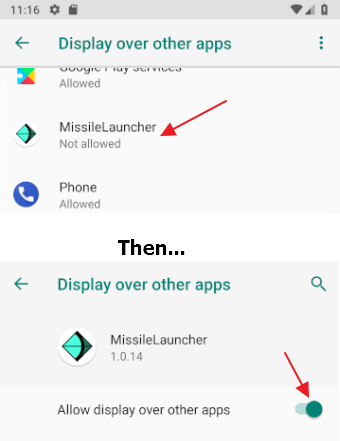 11:16
Display over other apps
Google Play services
Allowed
MissileLauncher
Not allowed
Phone
Allowed
Then...
Display over other apps
MissileLauncher
1.0.14
Allow display over other apps